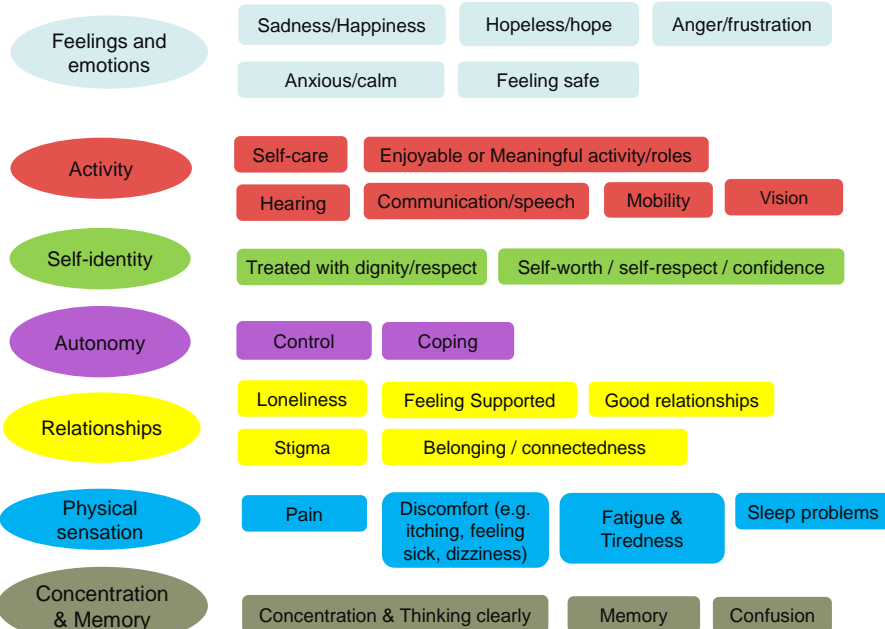 Feelings and
emotions
Sadness/Happiness
Hopeless/hope
Anger/frustration
Anxious/calm
Feeling safe
Activity
Self-care
Enjoyable or Meaningful activity/roles
Hearing
Communication/speech
Mobility
Vision
Self-identity
Treated with dignity/respect
Self-worth / self-respect / confidence
Autonomy
Control
Coping
Relationships
Loneliness
Feeling Supported
Good relationships
Stigma
Belonging / connectedness
Physical
sensation
Pain
Discomfort (e.g.
itching, feeling
sick, dizziness)
Fatigue &
Tiredness
Sleep problems
Concentration
& Memory
Concentration & Thinking clearly
Memory
Confusion